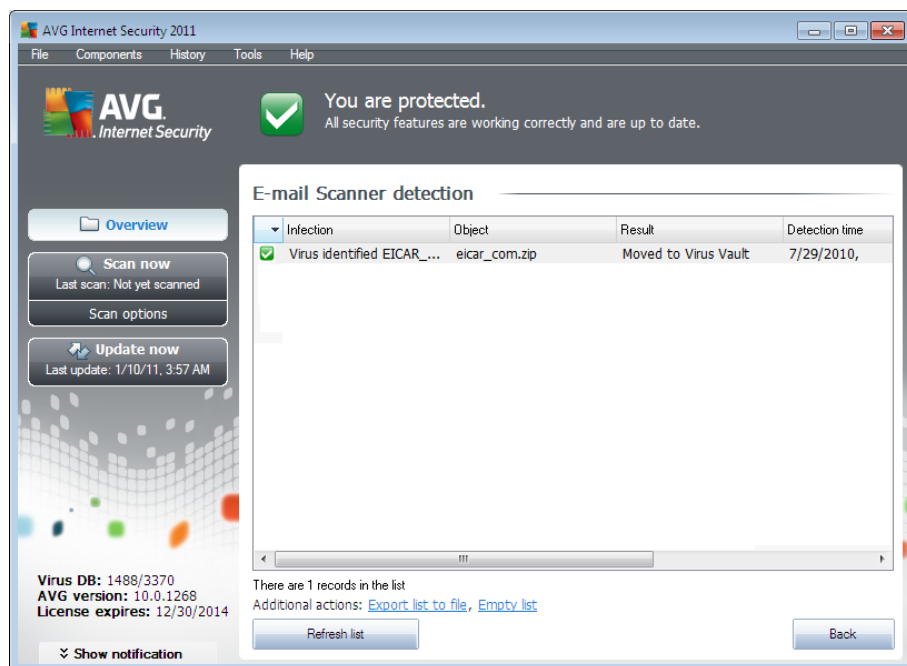 AVG Internet Security 2011
File Components History Tools Help
AVG.
Internet Security
You are protected.
All security features are working correctly and are up to date.
Overview
Scan now
Last scan: Not yet scanned
Scan options
Update now
Last update: 1/10/11, 3:57 AM
Virus DB: 1488/3370
AVG version: 10.0.1268
License expires: 12/30/2014
Show notification
E-mail Scanner detection
Infection Object Result Detection time
Virus identified EICAR_... eicar_com.zip Moved to Virus Vault 7/29/2010,
There are 1 records in the list
Additional actions: Export list to file, Empty list
Refresh list Back